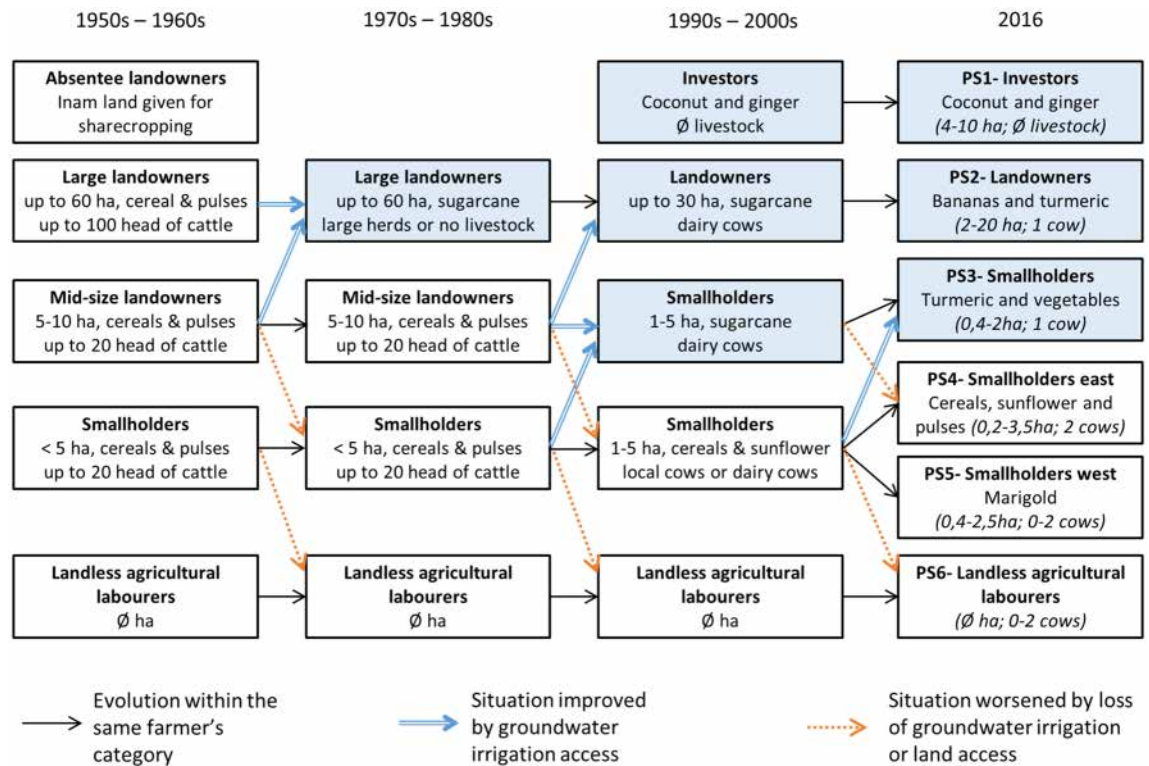 1950s – 1960s
1970s – 1980s
1990s – 2000s
2016
Absentee landowners
Inam land given for
sharecropping
Investors
Coconut and ginger
Ø livestock
PS1- Investors
Coconut and ginger
(4-10 ha; Ø livestock)
Large landowners
up to 60 ha, cereal & pulses
up to 100 head of cattle
Large landowners
up to 60 ha, sugarcane
large herds or no livestock
Landowners
up to 30 ha, sugarcane
dairy cows
PS2- Landowners
Bananas and turmeric
(2-20 ha; 1 cow)
Mid-size landowners
5-10 ha, cereals & pulses
up to 20 head of cattle
Mid-size landowners
5-10 ha, cereals & pulses
up to 20 head of cattle
Smallholders
1-5 ha, sugarcane
dairy cows
PS3- Smallholders
Turmeric and vegetables
(0,4-2ha; 1 cow)
PS4- Smallholders east
Cereals, sunflower and
pulses (0,2-3,5ha; 2 cows)
Smallholders
< 5 ha, cereals & pulses
up to 20 head of cattle
Smallholders
< 5 ha, cereals & pulses
up to 20 head of cattle
Smallholders
1-5 ha, cereals & sunflower
local cows or dairy cows
PS5- Smallholders west
Marigold
(0,4-2,5ha; 0-2 cows)
Landless agricultural
labourers
Ø ha
Landless agricultural
labourers
Ø ha
Landless agricultural
labourers
Ø ha
PS6- Landless agricultural
labourers
(Ø ha; 0-2 cows)
Evolution within the
same farmer's
category
Situation improved
by groundwater
irrigation access
Situation worsened by loss
of groundwater irrigation
or land access